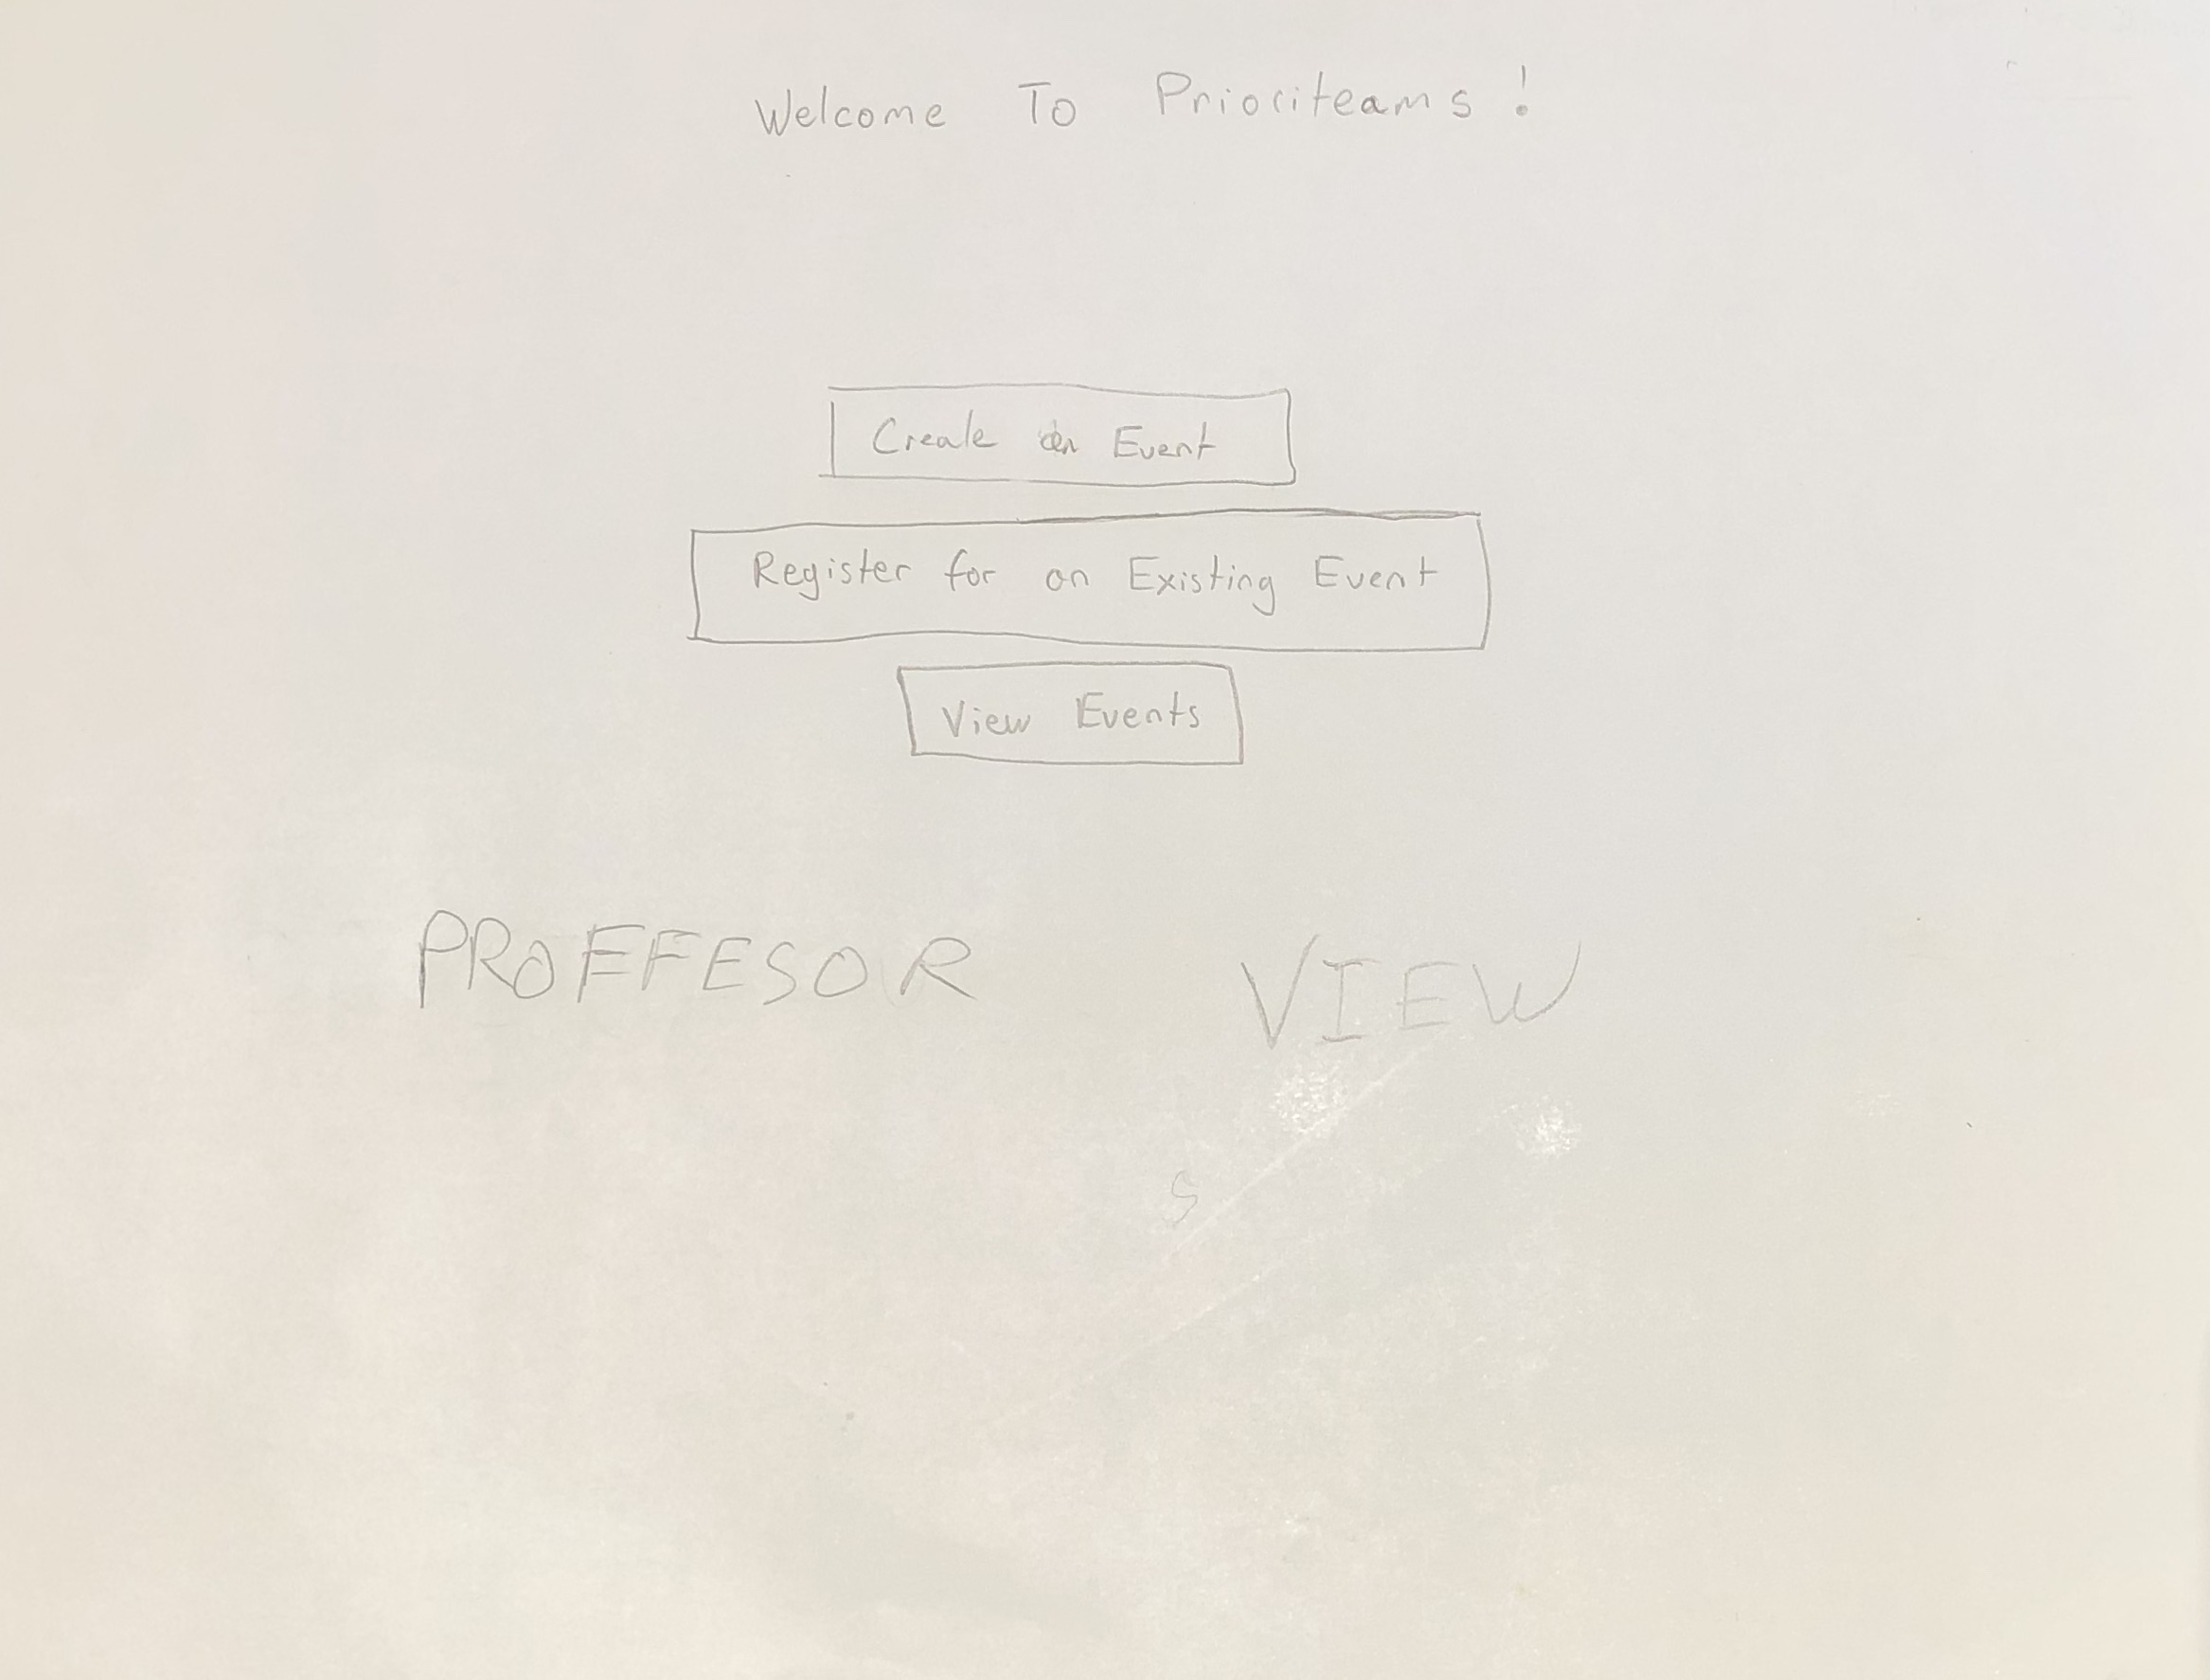 Welcome To Prioriteams!
Create an Event
Register for an Existing Event
View Events
PROFFESOR VIEW
S